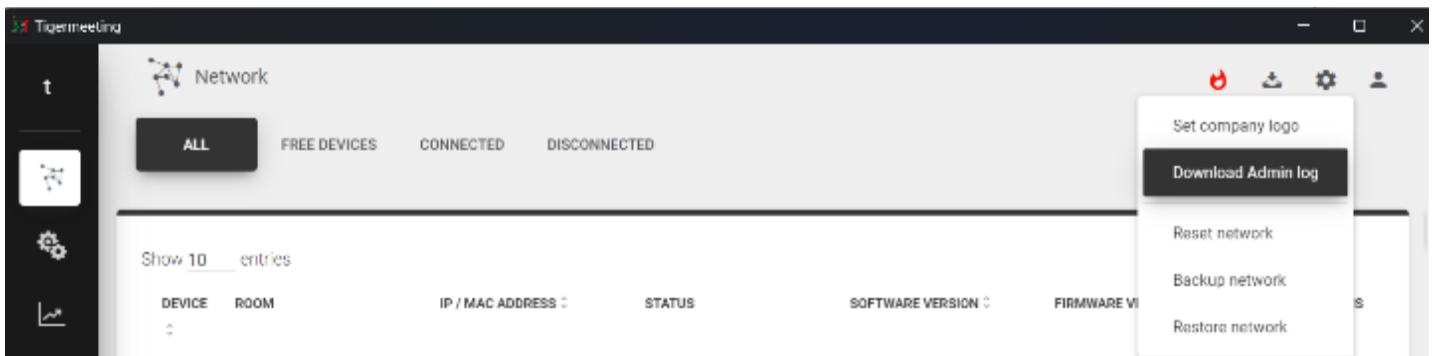 Tigermeeting
t
Network
ALL FREE DEVICES CONNECTED DISCONNECTED
Set company logo
Download Admin log
Reset network
Backup network
Restore network
Show 10 entries
DEVICE ROOM IP / MAC ADDRESS STATUS SOFTWARE VERSION FIRMWARE